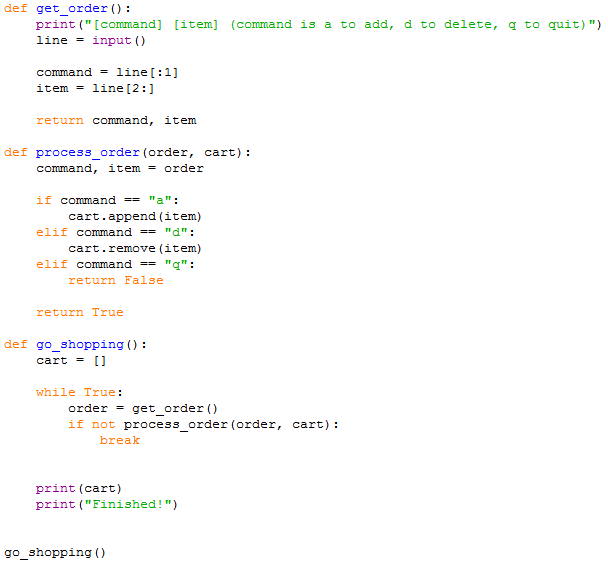 def get_order():
    print("[command] [item] (command is a to add, d to delete, q to quit)")
    line = input()

    command = line[:1]
    item = line[2:]

    return command, item

def process_order(order, cart):
    command, item = order

    if command == "a":
        cart.append(item)
    elif command == "d":
        cart.remove(item)
    elif command == "q":
        return False

    return True

def go_shopping():
    cart = []

    while True:
        order = get_order()
        if not process_order(order, cart):
            break


    print(cart)
    print("Finished!")


go_shopping()